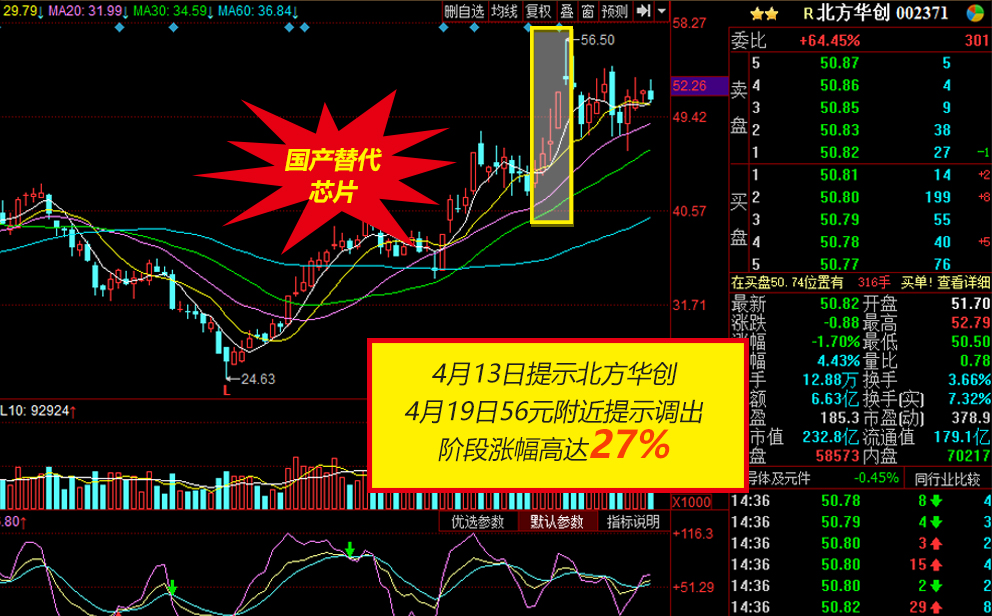 29.79↓ MA20: 31.99↓ MA30: 34.59↓ MA60: 36.84↓
删自选 均线 复权 叠 窗 预测
58.27
56.50
52.26
49.42
40.57
31.71
24.63
L
国产替代
芯片
4月13日提示北方华创
4月19日56元附近提示调出
阶段涨幅高达27%
L10: 92924↑
X1000
.80↑
优选参数 默认参数 指标说明
+116.3
+51.29
R 北方华创 002371
委比 +64.45% 301
卖盘
5 50.87 5
4 50.86 4
3 50.85 9
2 50.83 38
1 50.82 27 -1
买盘
1 50.81 14 +2
2 50.80 199 +8
3 50.79 55
4 50.78 40 +5
5 50.77 76
在买盘50.74位置有 316手 买单! 查看详细
最新 50.82 开盘 51.70
涨跌 -0.88 最高 52.79
涨幅 -1.70% 最低 50.50
幅 4.43% 量比 0.78
手 12.88万 换手 3.66%
额 6.63亿 换手(实) 7.32%
盈 185.3 市盈(动) 378.9
市值 232.8亿 流通值 179.1亿
盘 58573 内盘 70217
导体及元件 -0.45% 同行业比较
14:36 50.78 8 4
14:36 50.79 4 3
14:36 50.80 3 2
14:36 50.80 15 4
14:36 50.80 2 2
14:36 50.82 29 8